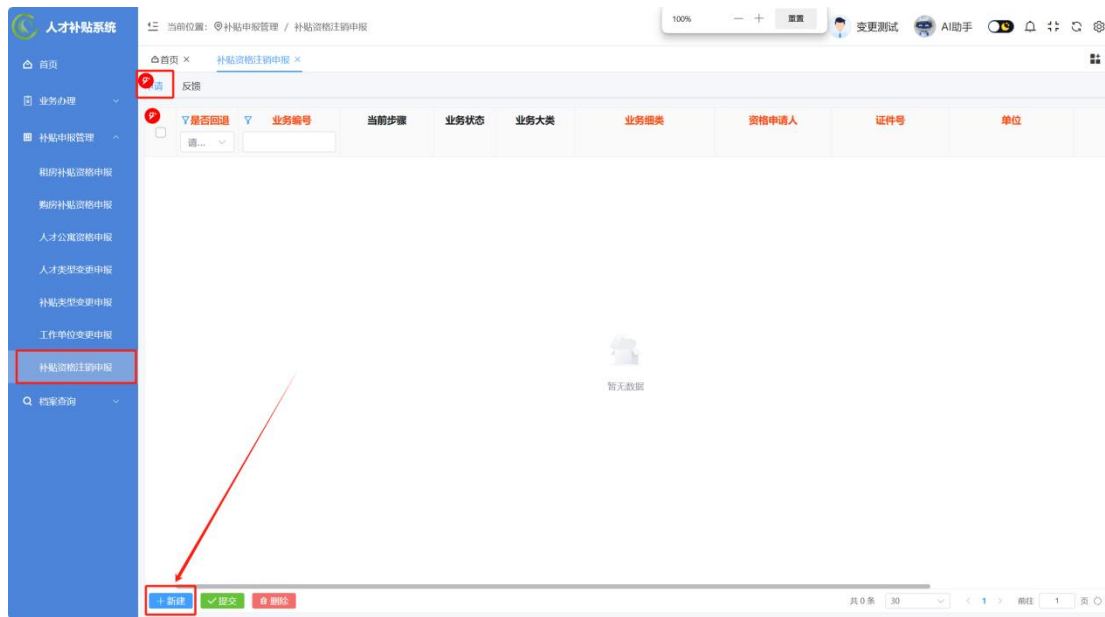 人才补贴系统
当前位置: 补贴申报管理 / 补贴资格注销申报
100% — + 重置
变更测试 AI助手
首页
首页 × 补贴资格注销申报 ×
反馈
业务办理
是否回退 业务编号 当前步骤 业务状态 业务大类 业务细类 资格申请人 证件号 单位
请...
补贴申报管理
租房补贴资格申报
购房补贴资格申报
人才公寓资格申报
人才类型变更申报
补贴类型变更申报
工作单位变更申报
补贴资格注销申报
档案查询
暂无数据
+ 新建 提交 删除
共 0 条 30 < 1 > 前往 1 页